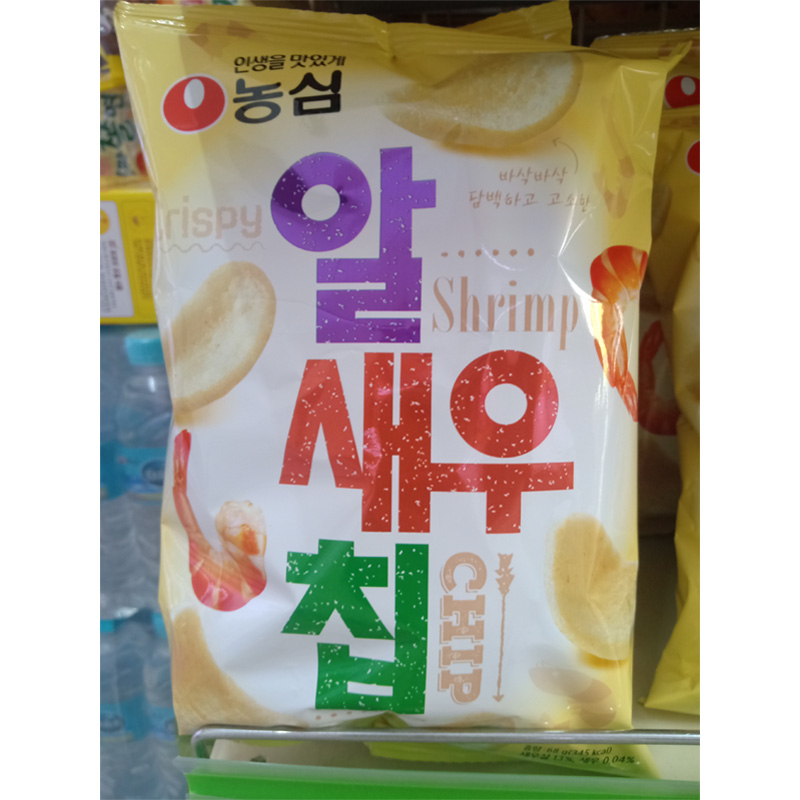 인생을 맛있게
농심
바삭바삭
담백하고 고소한
crispy
알
Shrimp
새우
칩
CHIP